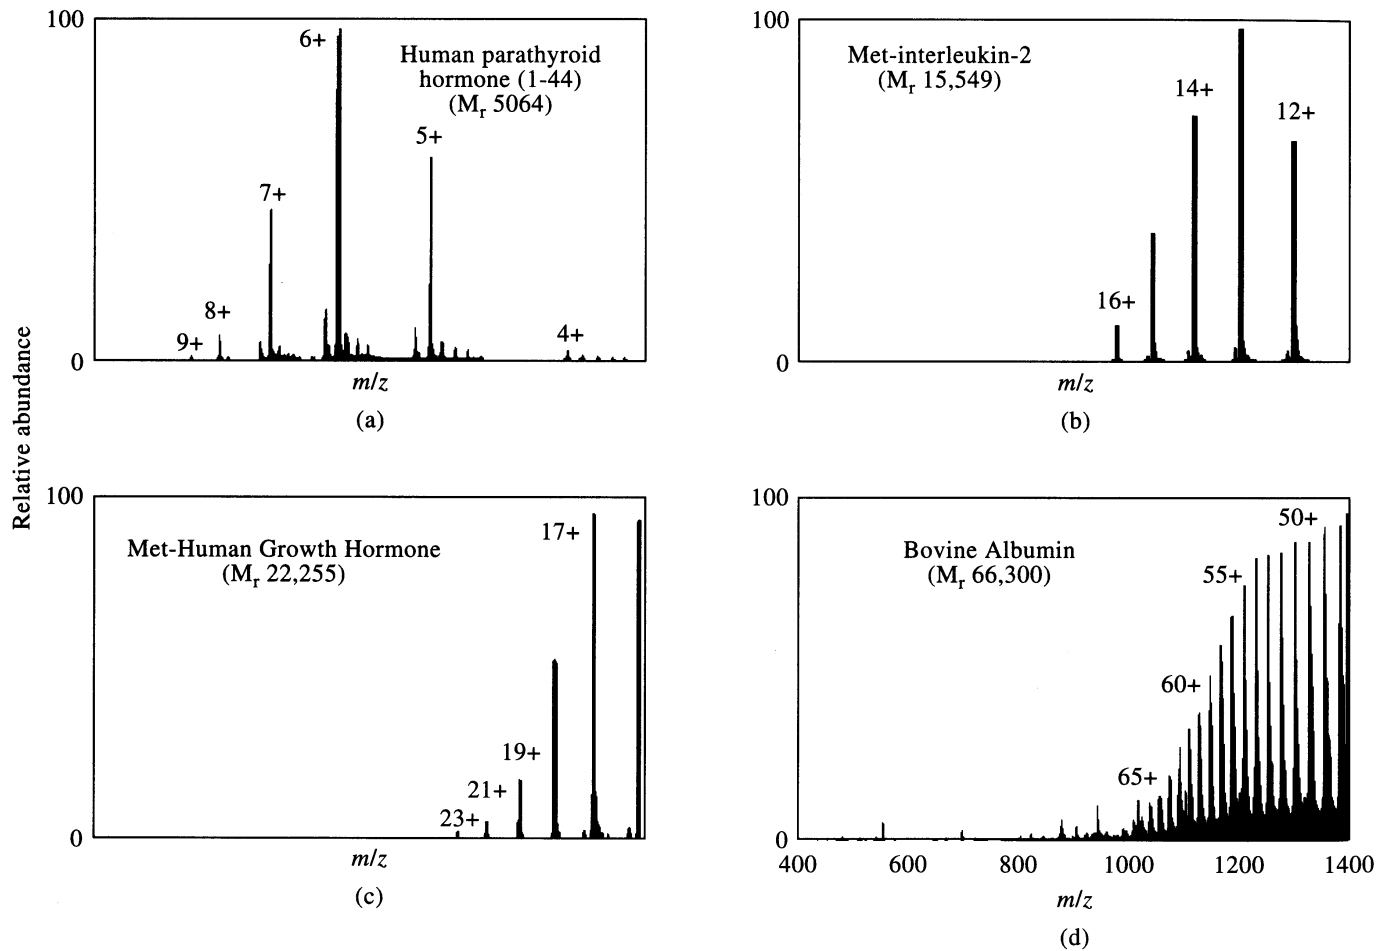 Relative abundance
100
6+
Human parathyroid
hormone (1-44)
(Mr 5064)
5+
7+
8+
9+
4+
0
m/z
(a)
100
Met-interleukin-2
(Mr 15,549)
14+
12+
16+
0
m/z
(b)
100
17+
Met-Human Growth Hormone
(Mr 22,255)
19+
21+
23+
0
m/z
(c)
100
50+
Bovine Albumin
(Mr 66,300)
55+
60+
65+
0
400 600 800 1000 1200 1400
m/z
(d)